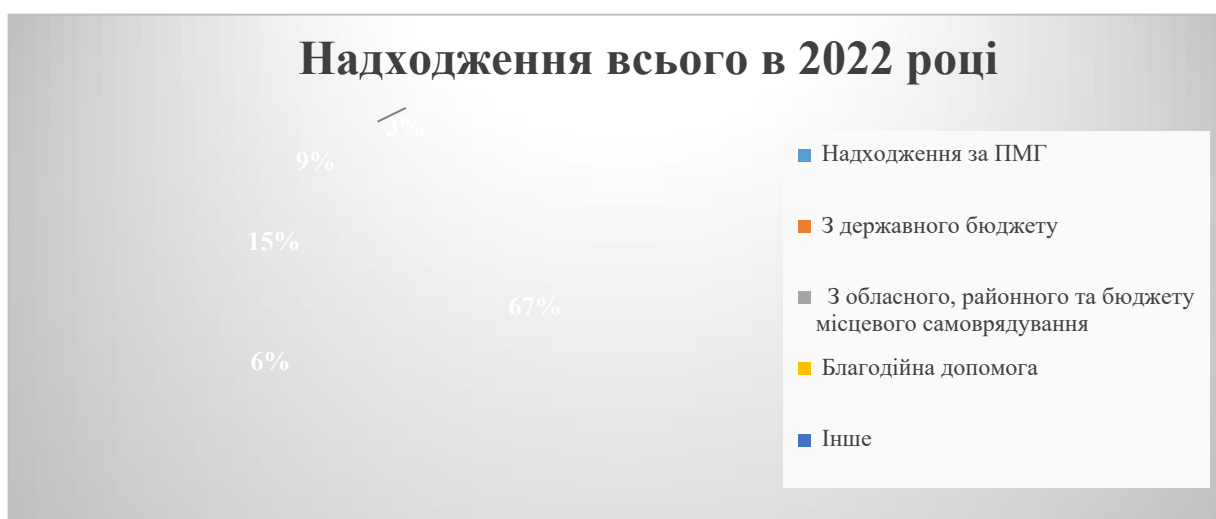 Надходження всього в 2022 році
3%
9%
15%
67%
6%
Надходження за ПМГ
З державного бюджету
З обласного, районного та бюджету
місцевого самоврядування
Благодійна допомога
Інше